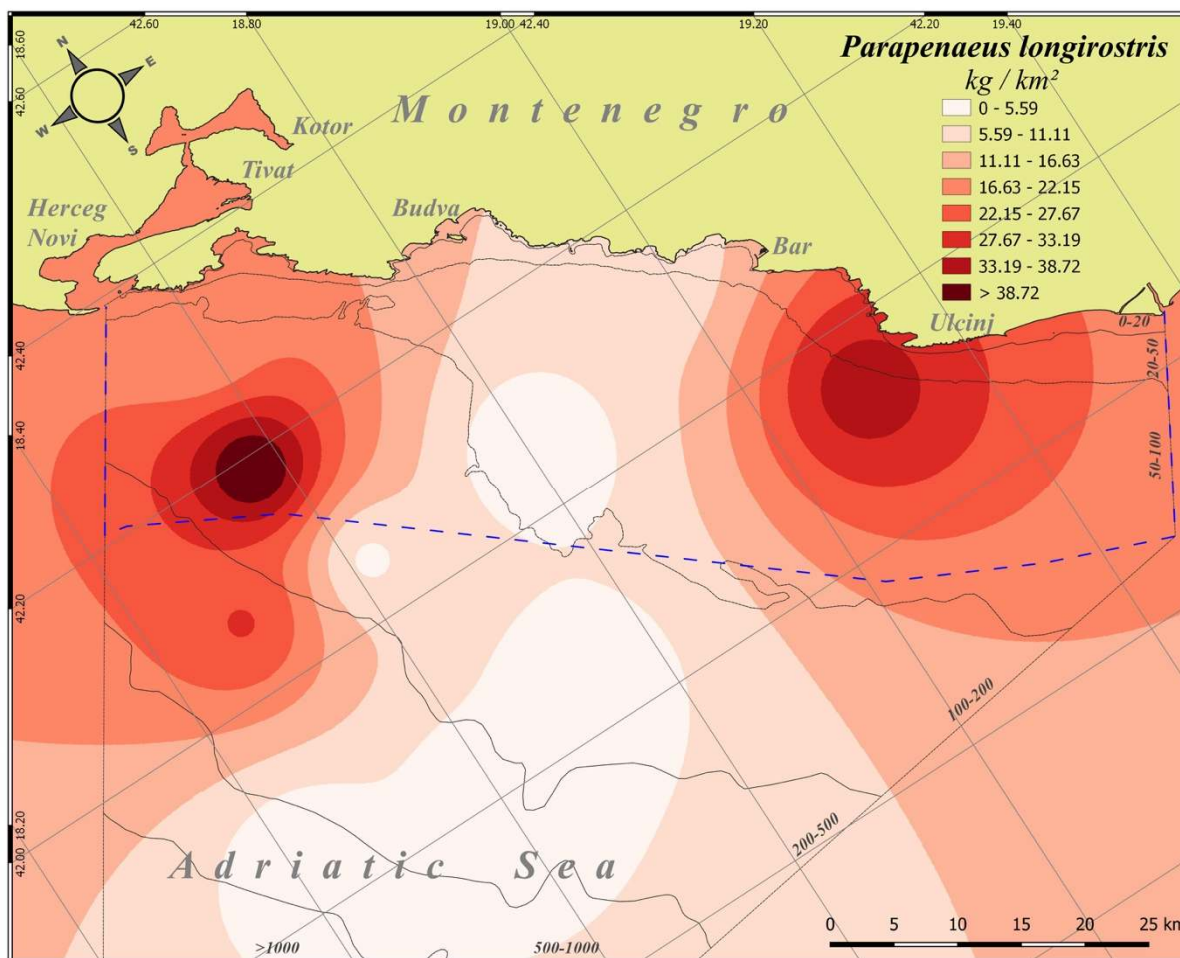 42.60
18.80
19.00
42.40
19.20
42.20
19.40
18.60
42.60
42.40
18.40
42.20
18.20
42.00
N
E
W
S
Parapenaeus longirostris
kg / km²
0 - 5.59
5.59 - 11.11
11.11 - 16.63
16.63 - 22.15
22.15 - 27.67
27.67 - 33.19
33.19 - 38.72
> 38.72
Montenegro
Kotor
Tivat
Herceg
Novi
Budva
Bar
Ulcinj
0-20
20-50
50-100
100-200
200-500
500-1000
>1000
Adriatic Sea
0 5 10 15 20 25 km